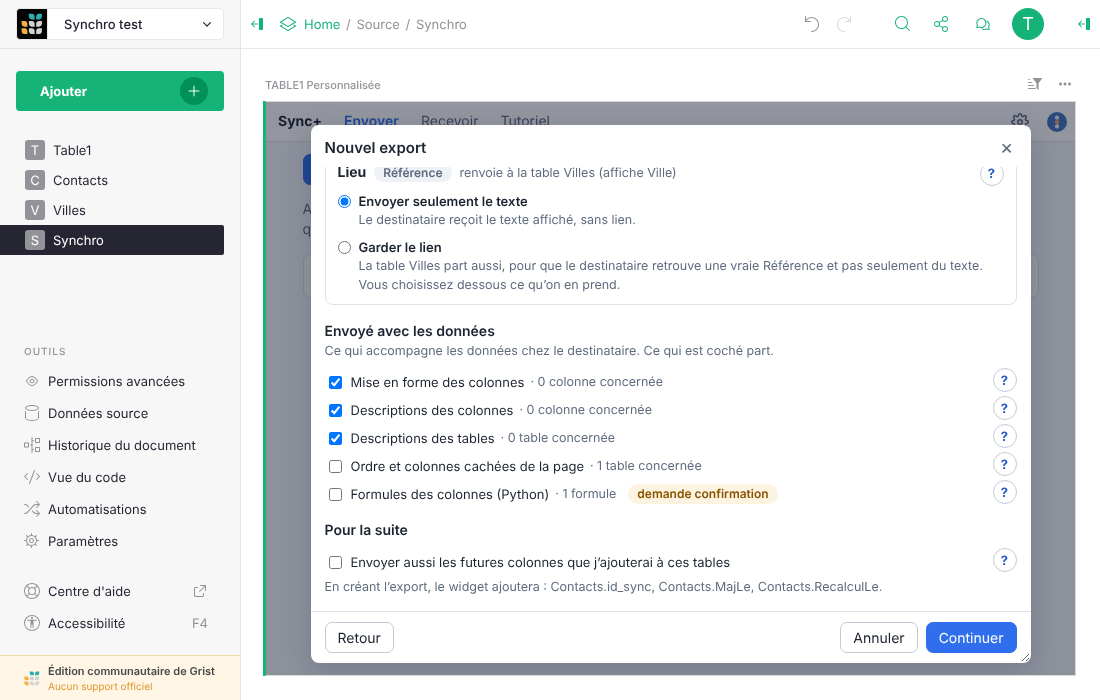 Synchro test
Home / Source / Synchro
T
Ajouter
TABLE1 Personnalisée
T Table1
C Contacts
V Villes
S Synchro
OUTILS
Permissions avancées
Données source
Historique du document
Vue du code
Automatisations
Paramètres
Centre d'aide
Accessibilité F4
Édition communautaire de Grist
Aucun support officiel
Sync+ Envoyer Recevoir Tutoriel
Nouvel export
Lieu Référence renvoie à la table Villes (affiche Ville) ?
Envoyer seulement le texte
Le destinataire reçoit le texte affiché, sans lien.
Garder le lien
La table Villes part aussi, pour que le destinataire retrouve une vraie Référence et pas seulement du texte.
Vous choisissez dessous ce qu’on en prend.
Envoyé avec les données
Ce qui accompagne les données chez le destinataire. Ce qui est coché part.
Mise en forme des colonnes · 0 colonne concernée ?
Descriptions des colonnes · 0 colonne concernée ?
Descriptions des tables · 0 table concernée ?
Ordre et colonnes cachées de la page · 1 table concernée ?
Formules des colonnes (Python) · 1 formule demande confirmation ?
Pour la suite
Envoyer aussi les futures colonnes que j’ajouterai à ces tables ?
En créant l’export, le widget ajoutera : Contacts.id_sync, Contacts.MajLe, Contacts.RecalculLe.
Retour Annuler Continuer